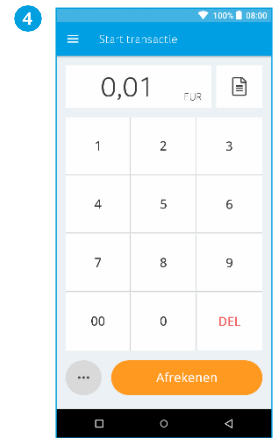 4
100% 08:00
Start transactie
0,01 EUR
1 2 3
4 5 6
7 8 9
00 0 DEL
Afrekenen